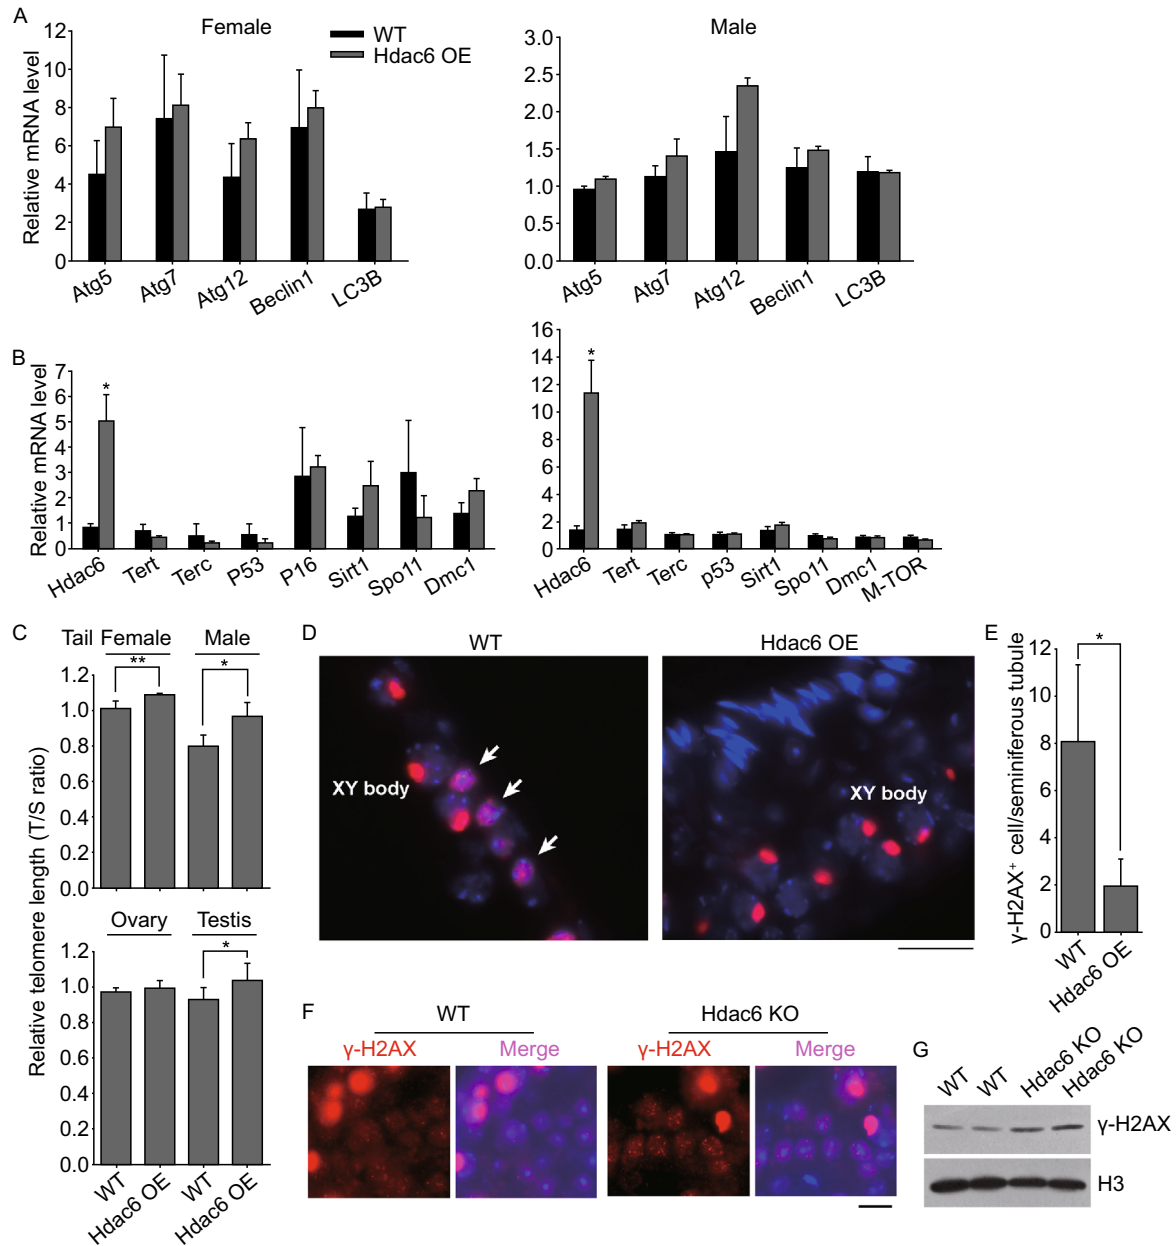 A
Female
WT
Hdac6 OE
Male
Relative mRNA level
12
10
8
6
4
2
0
Atg5
Atg7
Atg12
Beclin1
LC3B
3.0
2.5
2.0
1.5
1.0
0.5
0.0
Atg5
Atg7
Atg12
Beclin1
LC3B
B
Relative mRNA level
7
6
5
4
3
2
1
0
*
Hdac6
Tert
Terc
P53
P16
Sirt1
Spo11
Dmc1
16
14
12
10
8
6
4
2
0
*
Hdac6
Tert
Terc
p53
Sirt1
Spo11
Dmc1
M-TOR
C
Tail Female Male
Relative telomere length (T/S ratio)
1.2
1.0
0.8
0.6
0.4
0.2
0.0
**
*
Ovary Testis
1.2
1.0
0.8
0.6
0.4
0.2
0.0
*
WT
Hdac6 OE
WT
Hdac6 OE
D
WT
Hdac6 OE
XY body
XY body
E
γ-H2AX⁺ cell/seminiferous tubule
12
10
8
6
4
2
0
*
WT
Hdac6 OE
F
WT
Hdac6 KO
γ-H2AX
Merge
γ-H2AX
Merge
G
WT
WT
Hdac6 KO
Hdac6 KO
γ-H2AX
H3